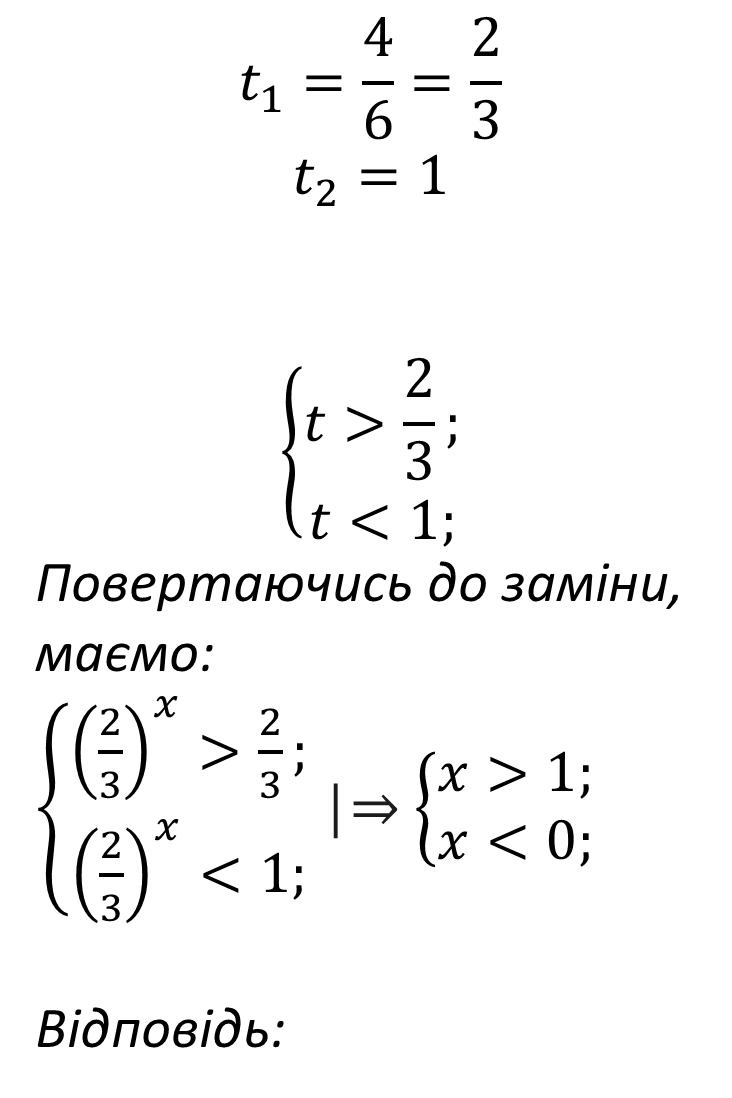 t₁ = 4/6 = 2/3
t₂ = 1
{ t > 2/3 ;
t < 1;
Повертаючись до заміни,
маємо:
{ (2/3)^x > 2/3 ; (2/3)^x < 1; |⇒ { x > 1; x < 0;
Відповідь: